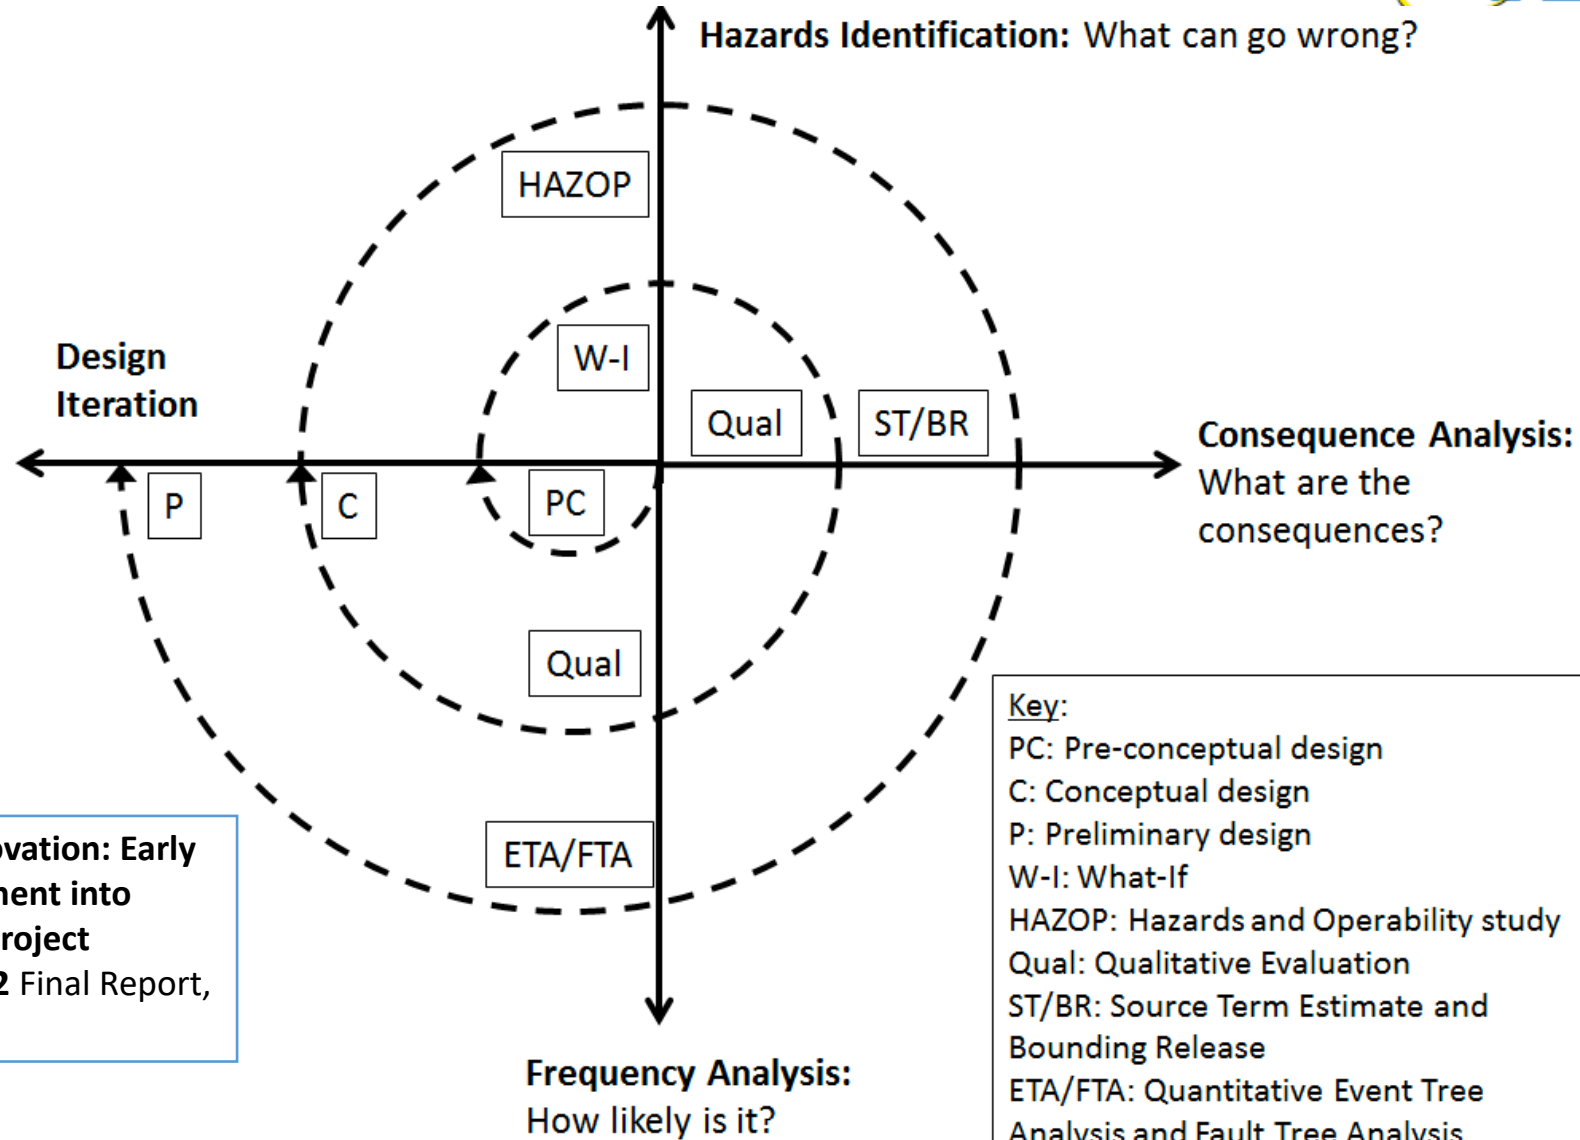 Hazards Identification: What can go wrong?
HAZOP
W-I
Design
Iteration
Qual
ST/BR
Consequence Analysis:
What are the
consequences?
P
C
PC
Qual
ETA/FTA
Key:
PC: Pre-conceptual design
C: Conceptual design
P: Preliminary design
W-I: What-If
HAZOP: Hazards and Operability study
Qual: Qualitative Evaluation
ST/BR: Source Term Estimate and
Bounding Release
ETA/FTA: Quantitative Event Tree
Analysis and Fault Tree Analysis
ovation: Early
ment into
roject
2 Final Report,
Frequency Analysis:
How likely is it?